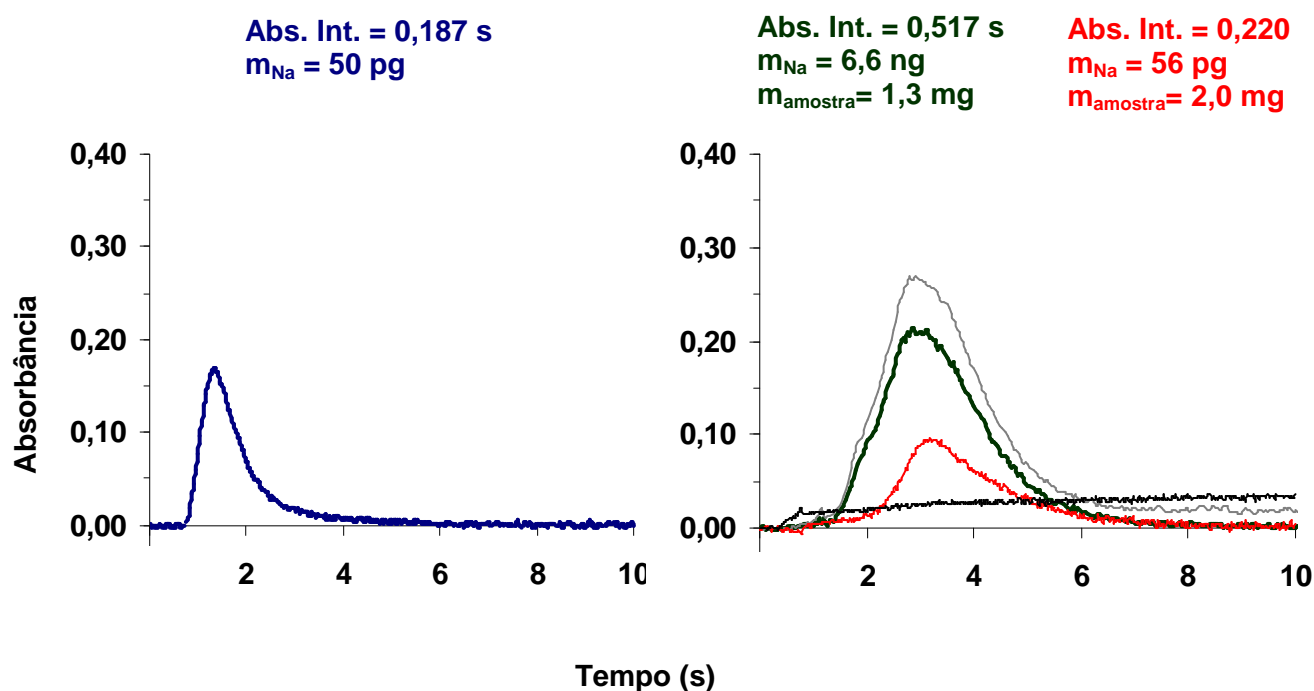 Abs. Int. = 0,187 s
mNa = 50 pg
Abs. Int. = 0,517 s
mNa = 6,6 ng
mamostra= 1,3 mg
Abs. Int. = 0,220
mNa = 56 pg
mamostra= 2,0 mg
Absorbância
0,40
0,30
0,20
0,10
0,00
2 4 6 8 10
0,40
0,30
0,20
0,10
0,00
2 4 6 8 10
Tempo (s)